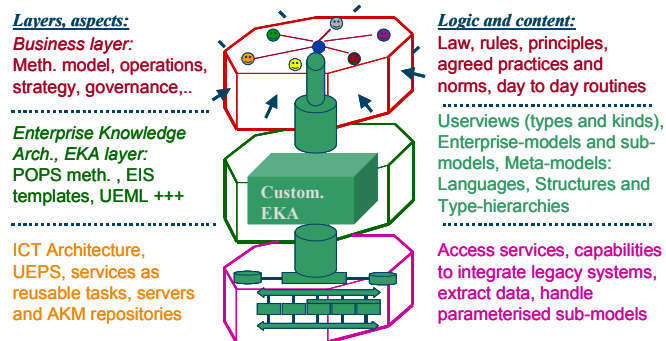 Layers, aspects:
Business layer:
Meth. model, operations,
strategy, governance,..
Enterprise Knowledge
Arch., EKA layer:
POPS meth. , EIS
templates, UEML +++
ICT Architecture,
UEPS, services as
reusable tasks, servers
and AKM repositories
Custom.
EKA
Logic and content:
Law, rules, principles,
agreed practices and
norms, day to day routines
Userviews (types and kinds),
Enterprise-models and sub-
models, Meta-models:
Languages, Structures and
Type-hierarchies
Access services, capabilities
to integrate legacy systems,
extract data, handle
parameterised sub-models